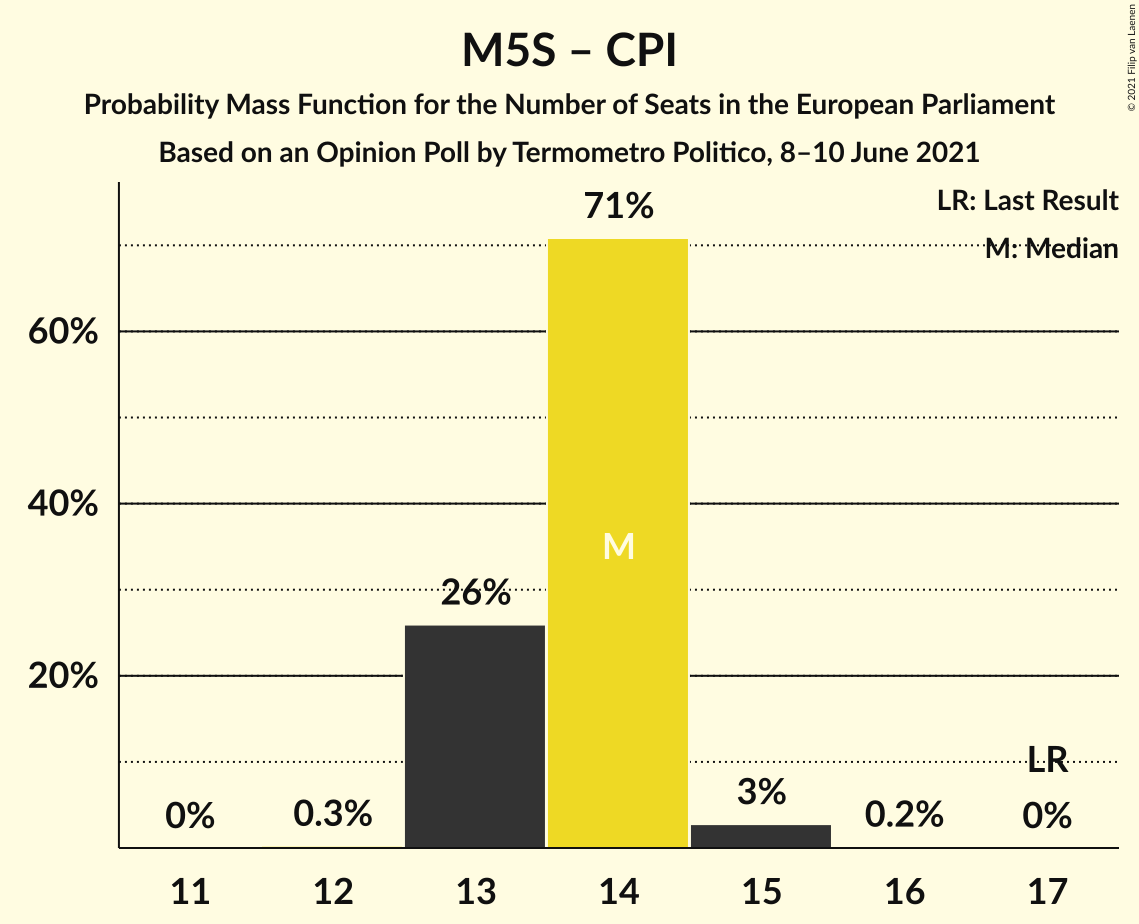 M5S – CPI
Probability Mass Function for the Number of Seats in the European Parliament
Based on an Opinion Poll by Termometro Politico, 8–10 June 2021
© 2021 Filip van Laenen
LR: Last Result
M: Median
71%
60%
40%
M
26%
20%
LR
0%
0.3%
3%
0.2%
0%
11 12 13 14 15 16 17